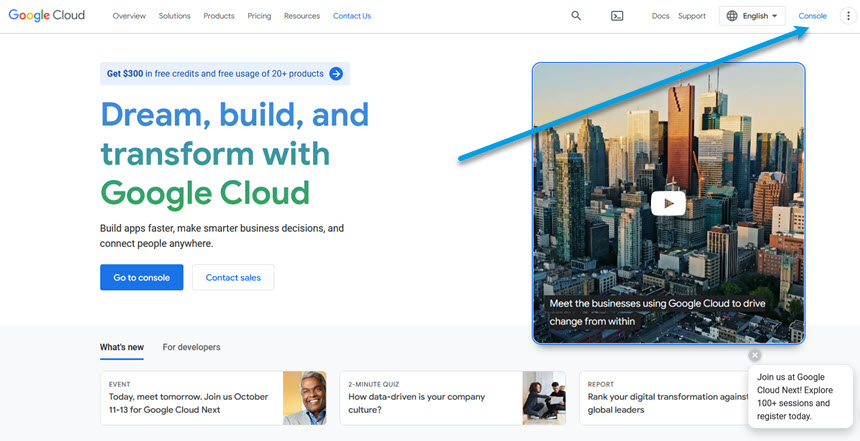 Google Cloud
Overview
Solutions
Products
Pricing
Resources
Contact Us
Docs
Support
English
Console
Get $300 in free credits and free usage of 20+ products
Dream, build, and
transform with
Google Cloud
Build apps faster, make smarter business decisions, and
connect people anywhere.
Go to console
Contact sales
Meet the businesses using Google Cloud to drive
change from within
What's new
For developers
EVENT
Today, meet tomorrow. Join us October
11-13 for Google Cloud Next
2-MINUTE QUIZ
How data-driven is your company
culture?
REPORT
Rank your digital transformation against
global leaders
Join us at Google
Cloud Next! Explore
100+ sessions and
register today.